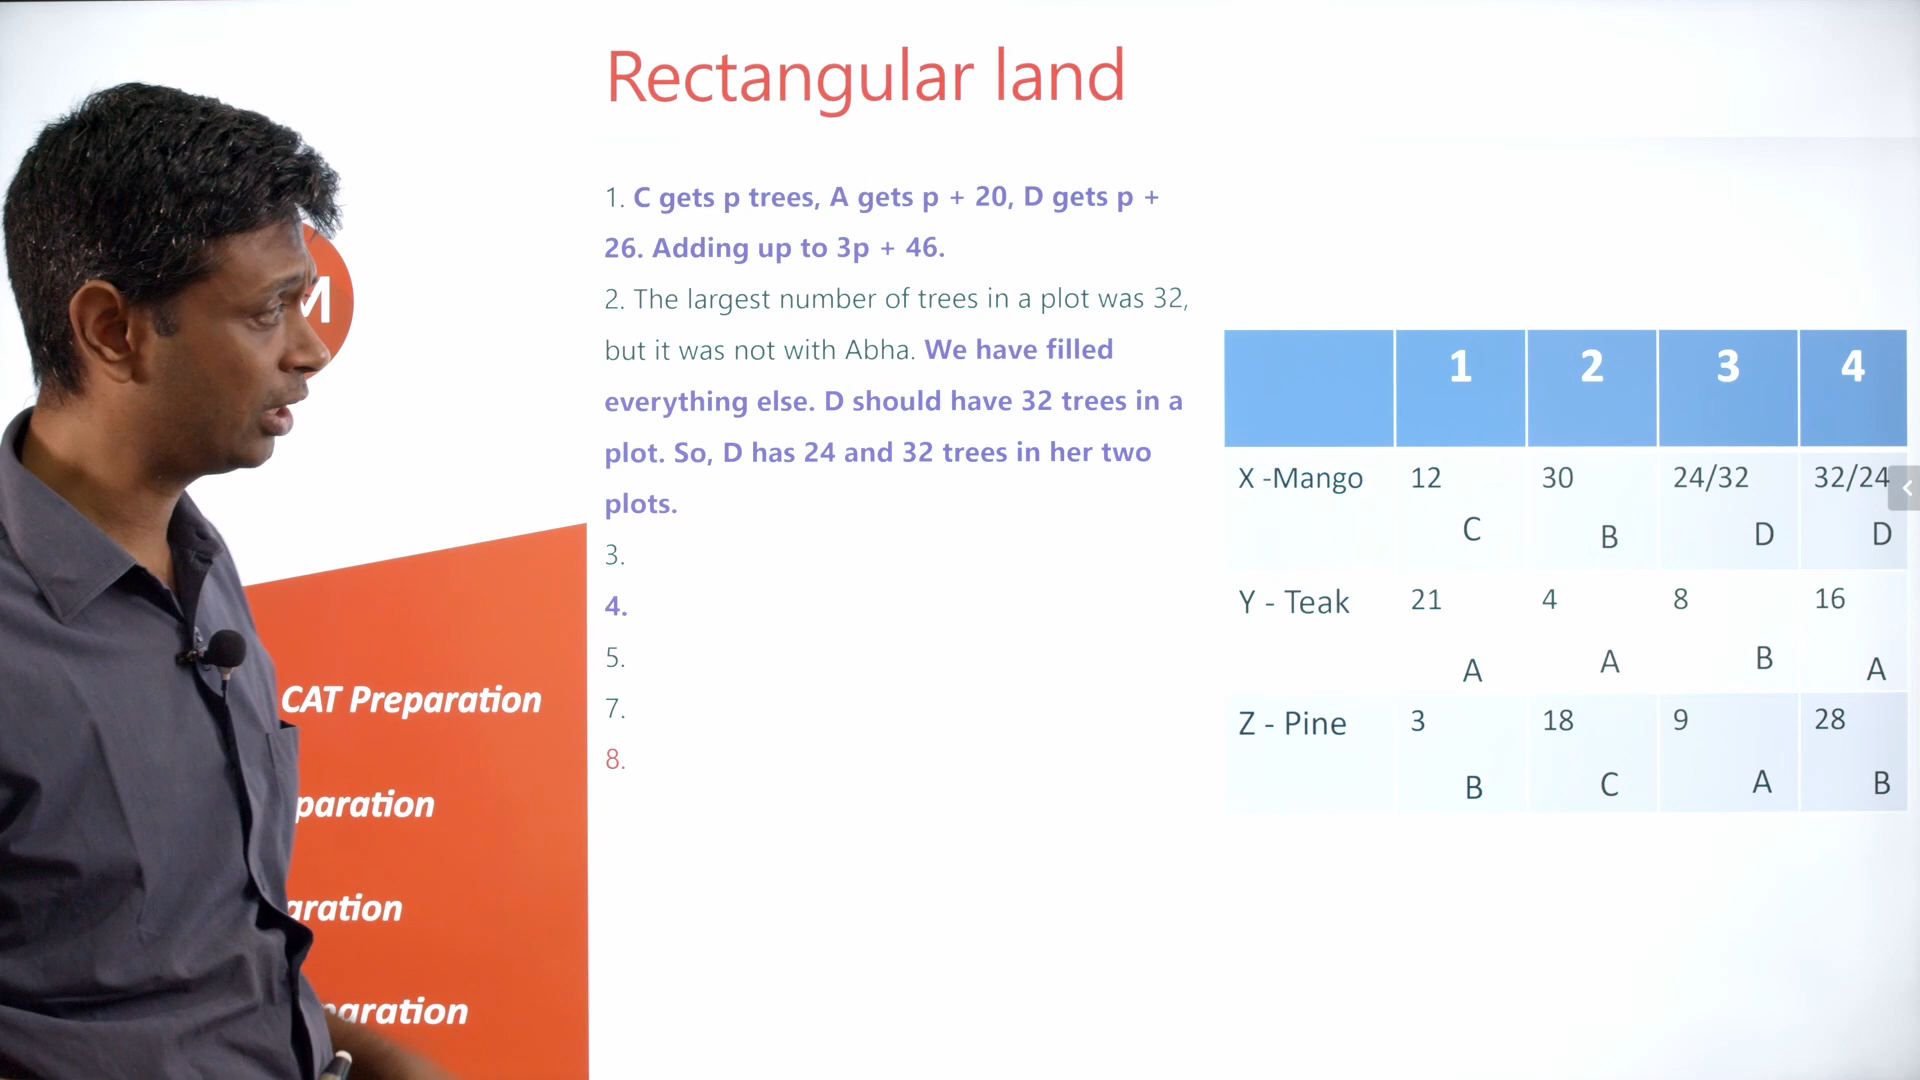 Rectangular land
1. C gets p trees, A gets p + 20, D gets p +
26. Adding up to 3p + 46.
2. The largest number of trees in a plot was 32,
but it was not with Abha. We have filled
everything else. D should have 32 trees in a
plot. So, D has 24 and 32 trees in her two
plots.
3.
4.
5.
7.
8.
1 2 3 4
X -Mango 12 30 24/32 32/24
C B D D
Y - Teak 21 4 8 16
A A B A
Z - Pine 3 18 9 28
B C A B
M
CAT Preparation
paration
aration
paration